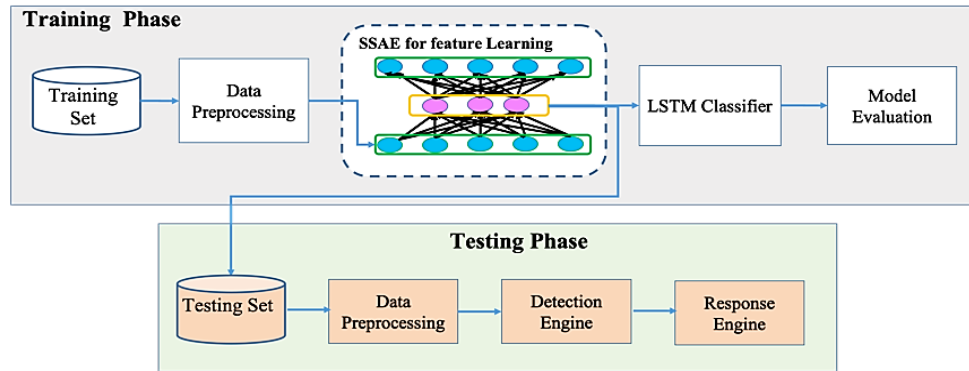 Training Phase
SSAE for feature Learning
Training
Set
Data
Preprocessing
LSTM Classifier
Model
Evaluation
Testing Phase
Testing Set
Data
Preprocessing
Detection
Engine
Response
Engine